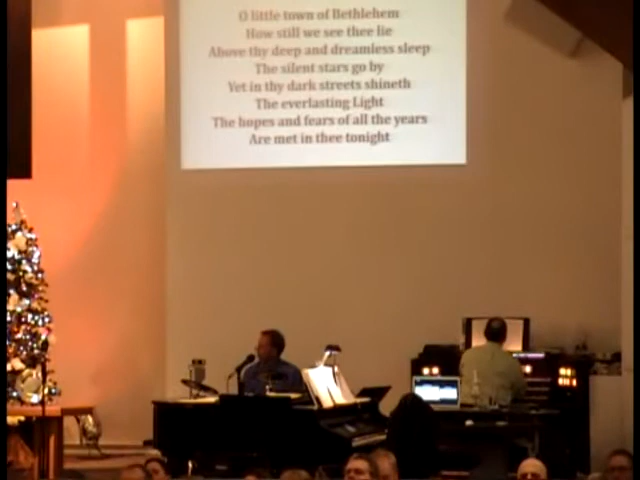 O little town of Bethlehem
How still we see thee lie
Above thy deep and dreamless sleep
The silent stars go by
Yet in thy dark streets shineth
The everlasting Light
The hopes and fears of all the years
Are met in thee tonight